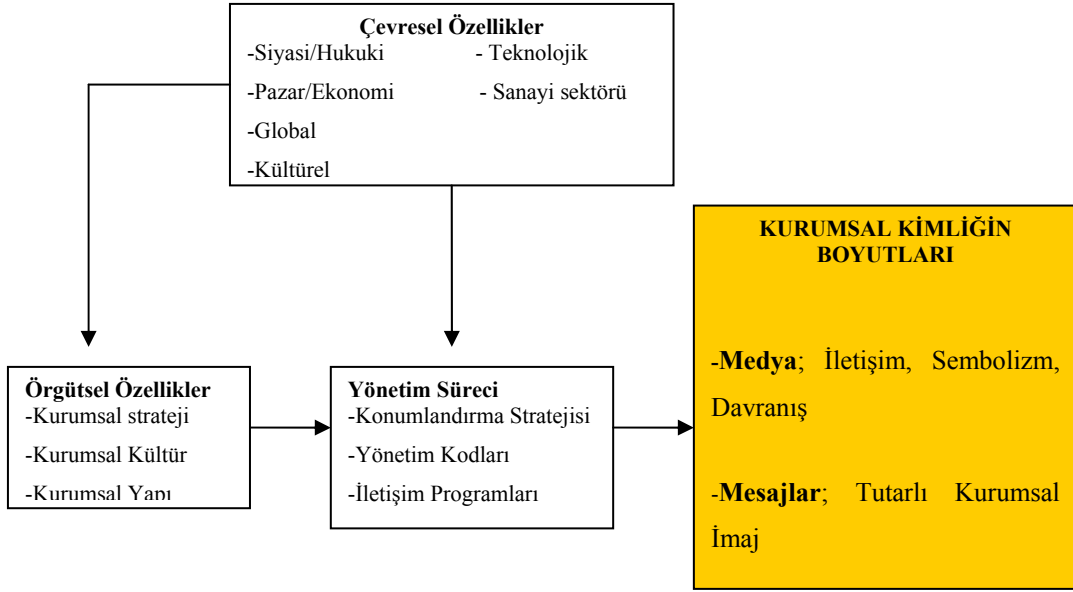 Çevresel Özellikler
-Siyasi/Hukuki - Teknolojik
-Pazar/Ekonomi - Sanayi sektörü
-Global
-Kültürel
KURUMSAL KİMLİĞİN
BOYUTLARI
-Medya; İletişim, Sembolizm,
Davranış
-Mesajlar; Tutarlı Kurumsal
İmaj
Örgütsel Özellikler
-Kurumsal strateji
-Kurumsal Kültür
-Kurumsal Yapı
Yönetim Süreci
-Konumlandırma Stratejisi
-Yönetim Kodları
-İletişim Programları